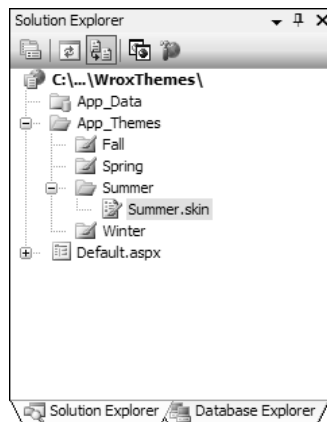 Solution Explorer
C:\...\WroxThemes\
App_Data
App_Themes
Fall
Spring
Summer
Summer.skin
Winter
Default.aspx
Solution Explorer Database Explorer